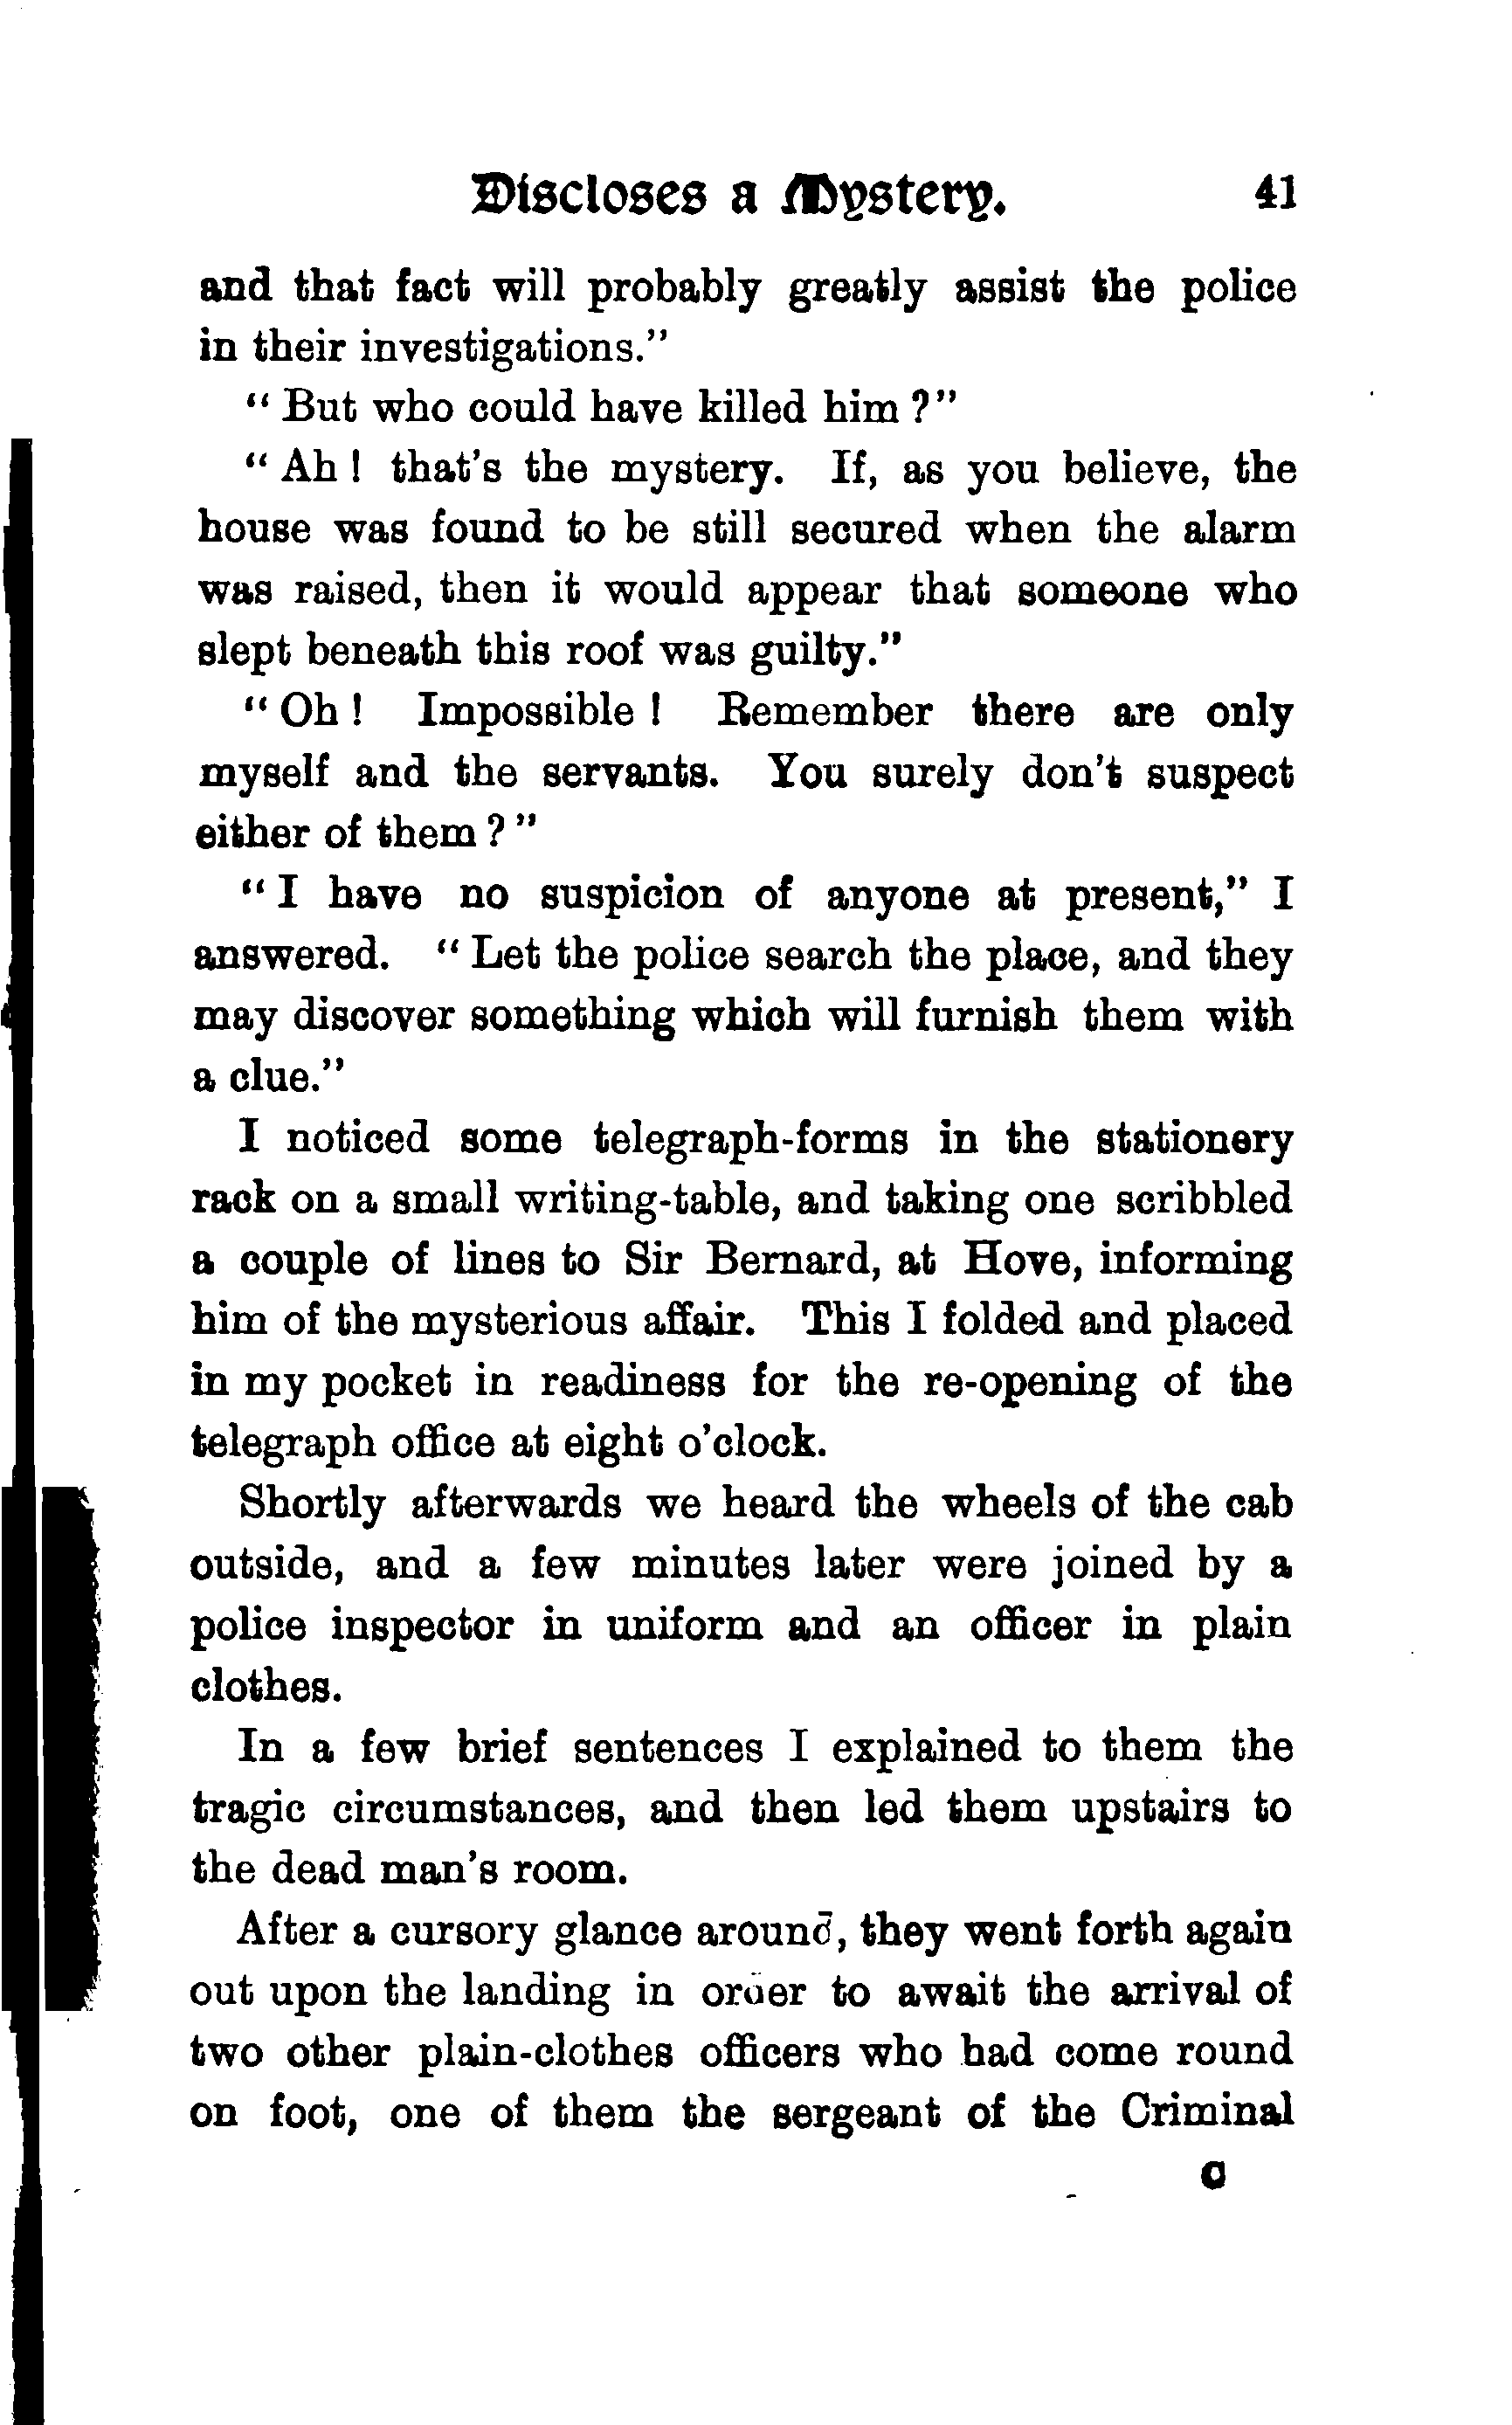 Discloses a Mystery. 41
and that fact will probably greatly assist the police
in their investigations."
" But who could have killed him ?"
" Ah ! that's the mystery. If, as you believe, the
house was found to be still secured when the alarm
was raised, then it would appear that someone who
slept beneath this roof was guilty."
" Oh ! Impossible ! Remember there are only
myself and the servants. You surely don't suspect
either of them ? "
" I have no suspicion of anyone at present," I
answered. " Let the police search the place, and they
may discover something which will furnish them with
a clue."
I noticed some telegraph-forms in the stationery
rack on a small writing-table, and taking one scribbled
a couple of lines to Sir Bernard, at Hove, informing
him of the mysterious affair. This I folded and placed
in my pocket in readiness for the re-opening of the
telegraph office at eight o'clock.
Shortly afterwards we heard the wheels of the cab
outside, and a few minutes later were joined by a
police inspector in uniform and an officer in plain
clothes.
In a few brief sentences I explained to them the
tragic circumstances, and then led them upstairs to
the dead man's room.
After a cursory glance around, they went forth again
out upon the landing in order to await the arrival of
two other plain-clothes officers who had come round
on foot, one of them the sergeant of the Criminal
C